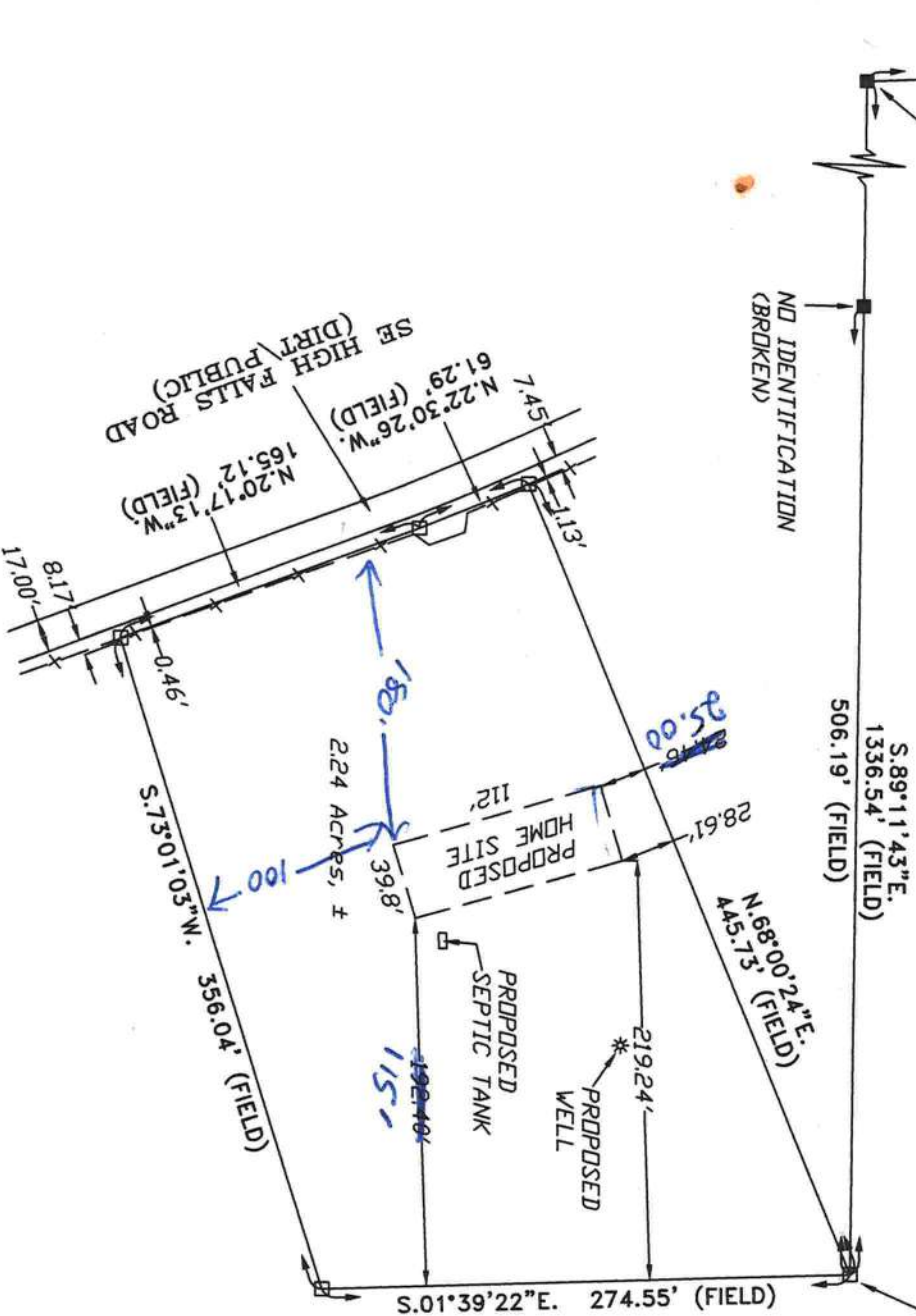 S.89°11'43"E.
1336.54' (FIELD)
506.19' (FIELD)
NO IDENTIFICATION
(BROKEN)
SE HIGH FALLS ROAD
(DIRT\PUBLIC)
N.22°30'26"W.
61.29' (FIELD)
7.45'
1.13'
N.20°17'13"W.
165.12' (FIELD)
8.17'
17.00'
0.46'
180'
25.00
28.61'
N.68°00'24"E.
445.73' (FIELD)
112'
PROPOSED
HOME SITE
39.8'
2.24 Acres, ±
100
PROPOSED
SEPTIC TANK
219.24'
PROPOSED
WELL
192.40'
115'
S.73°01'03"W. 356.04' (FIELD)
S.01°39'22"E. 274.55' (FIELD)